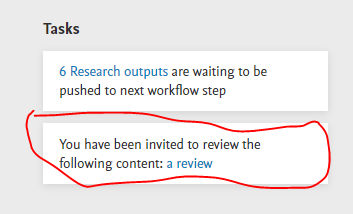 Tasks
6 Research outputs are waiting to be
pushed to next workflow step
You have been invited to review the
following content: a review